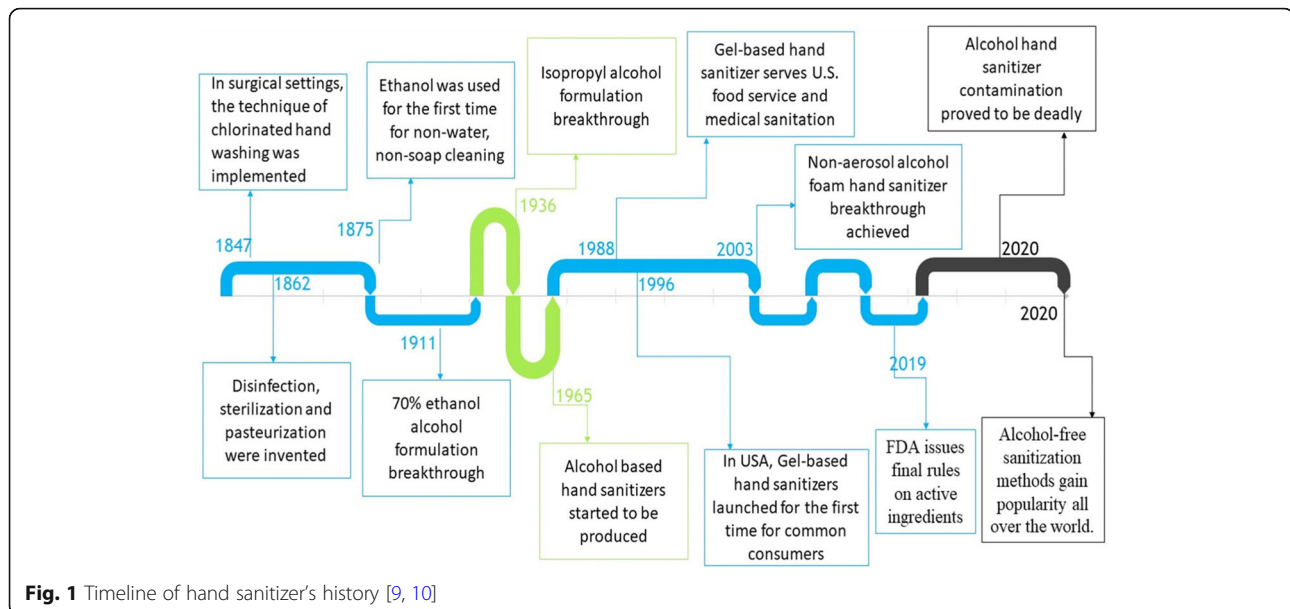 In surgical settings,
the technique of
chlorinated hand
washing was
implemented
Ethanol was used
for the first time
for non-water,
non-soap cleaning
Isopropyl alcohol
formulation
breakthrough
Gel-based hand
sanitizer serves U.S.
food service and
medical sanitation
Non-aerosol alcohol
foam hand sanitizer
breakthrough
achieved
Alcohol hand
sanitizer
contamination
proved to be deadly
1847
1875
1936
1988
2003
2020
1862
1911
1965
1996
2019
2020
Disinfection,
sterilization and
pasteurization
were invented
70% ethanol
alcohol
formulation
breakthrough
Alcohol based
hand sanitizers
started to be
produced
In USA, Gel-based
hand sanitizers
launched for the first
time for common
consumers
FDA issues
final rules
on active
ingredients
Alcohol-free
sanitization
methods gain
popularity all
over the world.
Fig. 1 Timeline of hand sanitizer's history [9, 10]